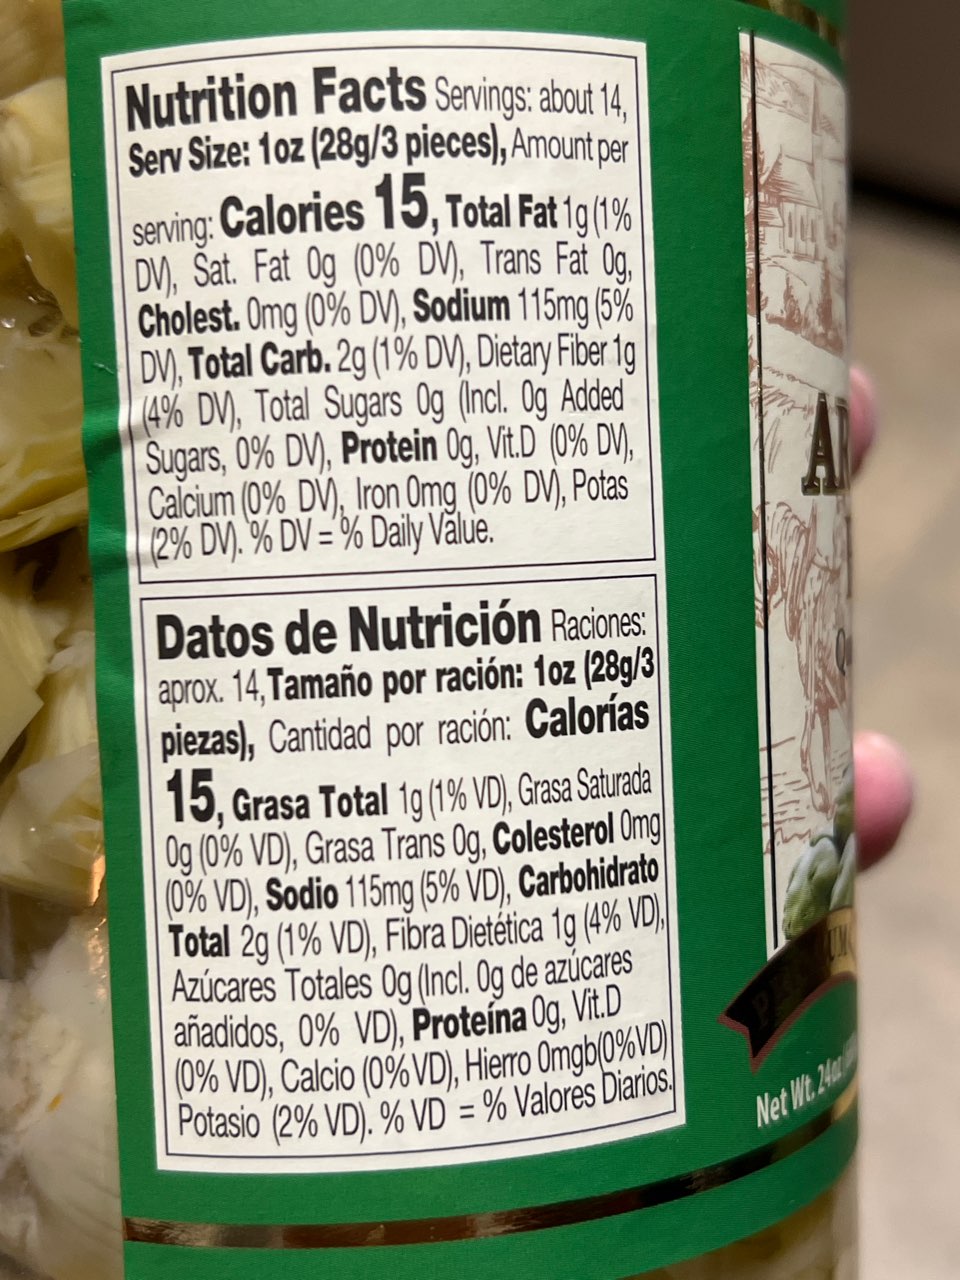 Nutrition Facts Servings: about 14,
Serv Size: 1oz (28g/3 pieces), Amount per
serving: Calories 15, Total Fat 1g (1%
DV), Sat. Fat 0g (0% DV), Trans Fat 0g,
Cholest. 0mg (0% DV), Sodium 115mg (5%
DV), Total Carb. 2g (1% DV), Dietary Fiber 1g
(4% DV), Total Sugars 0g (Incl. 0g Added
Sugars, 0% DV), Protein 0g, Vit.D (0% DV),
Calcium (0% DV), Iron 0mg (0% DV), Potas
(2% DV). % DV = % Daily Value.
Datos de Nutrición Raciones:
aprox. 14, Tamaño por ración: 1oz (28g/3
piezas), Cantidad por ración: Calorías
15, Grasa Total 1g (1% VD), Grasa Saturada
0g (0% VD), Grasa Trans 0g, Colesterol 0mg
(0% VD), Sodio 115mg (5% VD), Carbohidrato
Total 2g (1% VD), Fibra Dietética 1g (4% VD),
Azúcares Totales 0g (Incl. 0g de azúcares
añadidos, 0% VD), Proteína 0g, Vit.D
(0% VD), Calcio (0% VD), Hierro 0mgb(0%VD)
Potasio (2% VD). % VD = % Valores Diarios.
Net Wt. 24oz